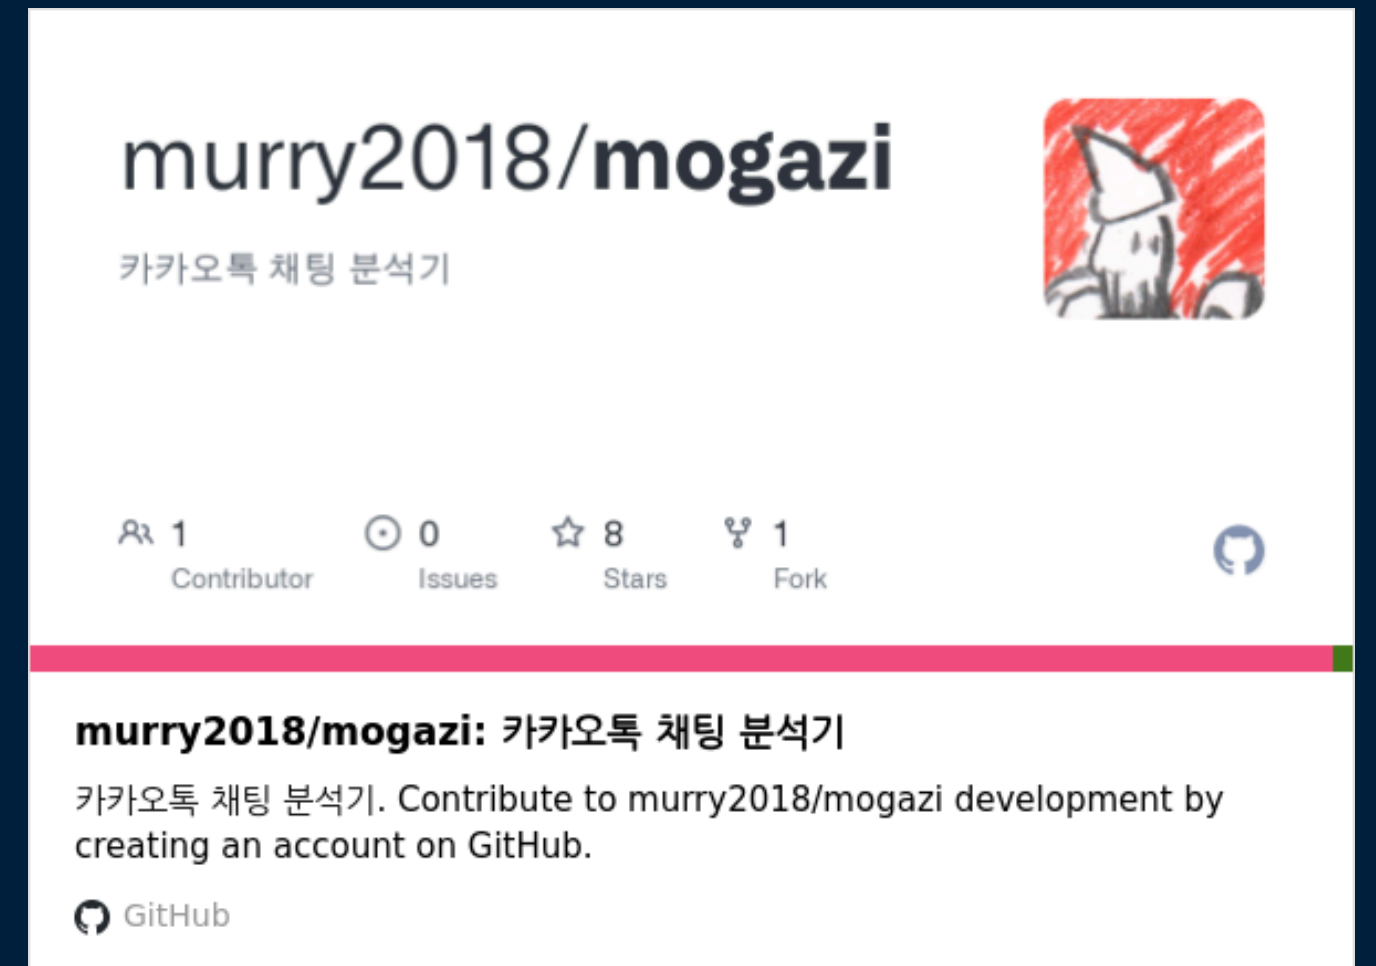 murry2018/mogazi
카카오톡 채팅 분석기
1 0 8 1
Contributor Issues Stars Fork
murry2018/mogazi: 카카오톡 채팅 분석기
카카오톡 채팅 분석기. Contribute to murry2018/mogazi development by
creating an account on GitHub.
GitHub